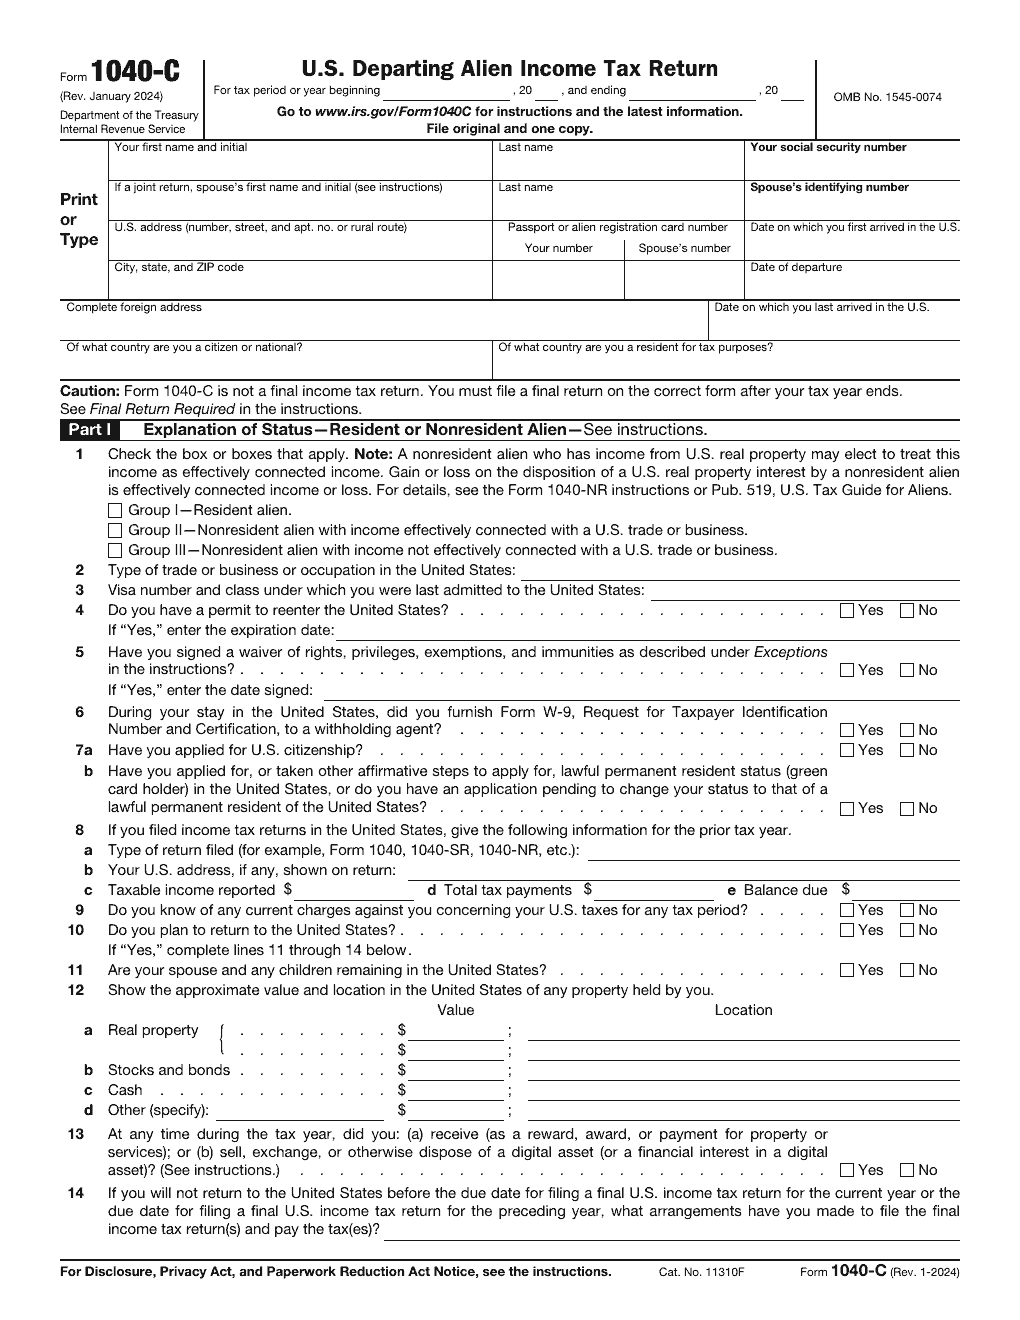 Form 1040-C
(Rev. January 2024)
Department of the Treasury
Internal Revenue Service
U.S. Departing Alien Income Tax Return
For tax period or year beginning , 20 , and ending , 20
Go to www.irs.gov/Form1040C for instructions and the latest information.
File original and one copy.
OMB No. 1545-0074
Print
or
Type
Your first name and initial
Last name
Your social security number
If a joint return, spouse's first name and initial (see instructions)
Last name
Spouse's identifying number
U.S. address (number, street, and apt. no. or rural route)
Passport or alien registration card number
Your number
Spouse's number
Date on which you first arrived in the U.S.
City, state, and ZIP code
Date of departure
Complete foreign address
Date on which you last arrived in the U.S.
Of what country are you a citizen or national?
Of what country are you a resident for tax purposes?
Caution: Form 1040-C is not a final income tax return. You must file a final return on the correct form after your tax year ends.
See Final Return Required in the instructions.
Part I Explanation of Status—Resident or Nonresident Alien—See instructions.
1 Check the box or boxes that apply. Note: A nonresident alien who has income from U.S. real property may elect to treat this
income as effectively connected income. Gain or loss on the disposition of a U.S. real property interest by a nonresident alien
is effectively connected income or loss. For details, see the Form 1040-NR instructions or Pub. 519, U.S. Tax Guide for Aliens.
Group I—Resident alien.
Group II—Nonresident alien with income effectively connected with a U.S. trade or business.
Group III—Nonresident alien with income not effectively connected with a U.S. trade or business.
2 Type of trade or business or occupation in the United States:
3 Visa number and class under which you were last admitted to the United States:
4 Do you have a permit to reenter the United States? . . . . . . . . . . . . . . . . . . . Yes No
If "Yes," enter the expiration date:
5 Have you signed a waiver of rights, privileges, exemptions, and immunities as described under Exceptions
in the instructions? . . . . . . . . . . . . . . . . . . . . . . . . . . . . . . Yes No
If "Yes," enter the date signed:
6 During your stay in the United States, did you furnish Form W-9, Request for Taxpayer Identification
Number and Certification, to a withholding agent? . . . . . . . . . . . . . . . . . . . Yes No
7a Have you applied for U.S. citizenship? . . . . . . . . . . . . . . . . . . . . . . . Yes No
b Have you applied for, or taken other affirmative steps to apply for, lawful permanent resident status (green
card holder) in the United States, or do you have an application pending to change your status to that of a
lawful permanent resident of the United States? . . . . . . . . . . . . . . . . . . . . Yes No
8 If you filed income tax returns in the United States, give the following information for the prior tax year.
a Type of return filed (for example, Form 1040, 1040-SR, 1040-NR, etc.):
b Your U.S. address, if any, shown on return:
c Taxable income reported $ d Total tax payments $ e Balance due $
9 Do you know of any current charges against you concerning your U.S. taxes for any tax period? . . . . Yes No
10 Do you plan to return to the United States? . . . . . . . . . . . . . . . . . . . . . . Yes No
If "Yes," complete lines 11 through 14 below.
11 Are your spouse and any children remaining in the United States? . . . . . . . . . . . . . . Yes No
12 Show the approximate value and location in the United States of any property held by you.
Value Location
a Real property { . . . . . . . . $ ;
. . . . . . . . $ ;
b Stocks and bonds . . . . . . . . $ ;
c Cash . . . . . . . . . . . . $ ;
d Other (specify): $ ;
13 At any time during the tax year, did you: (a) receive (as a reward, award, or payment for property or
services); or (b) sell, exchange, or otherwise dispose of a digital asset (or a financial interest in a digital
asset)? (See instructions.) . . . . . . . . . . . . . . . . . . . . . . . . . . . Yes No
14 If you will not return to the United States before the due date for filing a final U.S. income tax return for the current year or the
due date for filing a final U.S. income tax return for the preceding year, what arrangements have you made to file the final
income tax return(s) and pay the tax(es)?
For Disclosure, Privacy Act, and Paperwork Reduction Act Notice, see the instructions. Cat. No. 11310F Form 1040-C (Rev. 1-2024)